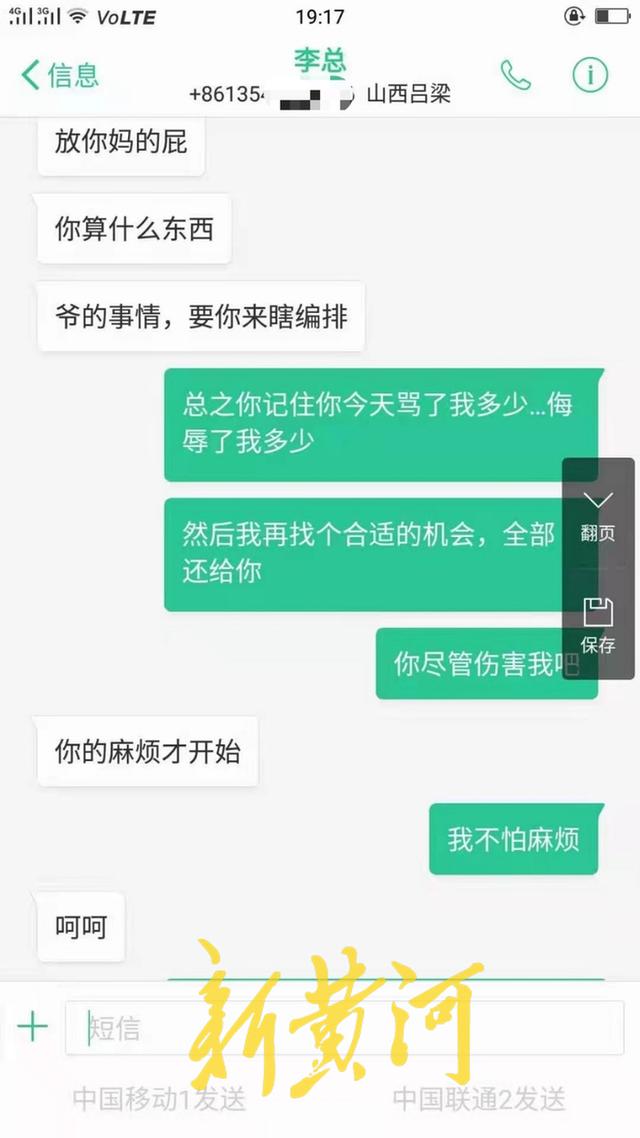 4G 3G VoLTE 19:17
信息 李总
+861354 山西吕梁
放你妈的屁
你算什么东西
爷的事情，要你来瞎编排
总之你记住你今天骂了我多少...侮
辱了我多少
然后我再找个合适的机会，全部
还给你
翻页
你尽管伤害我吧
保存
你的麻烦才开始
我不怕麻烦
呵呵
短信
新黄河
中国移动1发送 中国联通2发送